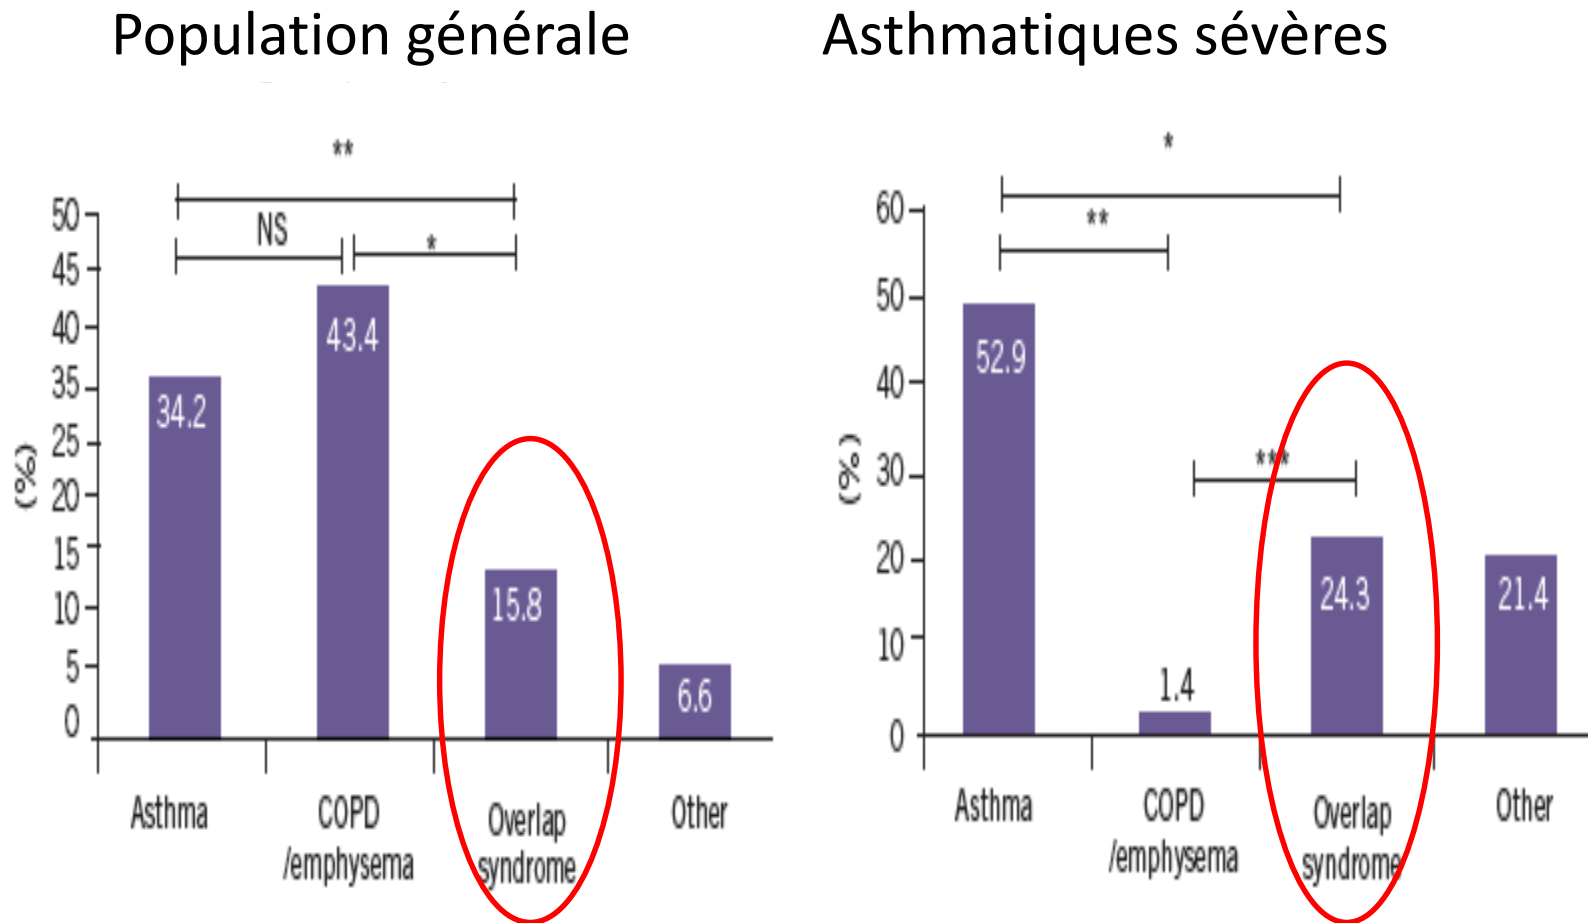 Population générale
**
NS
*
50
45
40
35
25
20
15
10
5
0
(%)
34.2
43.4
15.8
6.6
Asthma
COPD
/emphysema
Overlap
syndrome
Other
Asthmatiques sévères
*
**
***
60
50
40
30
20
10
0
(%)
52.9
1.4
24.3
21.4
Asthma
COPD
/emphysema
Overlap
syndrome
Other